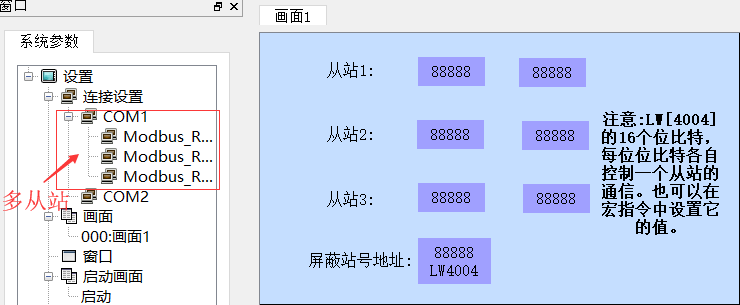 窗口
系统参数
设置
连接设置
COM1
Modbus_R...
Modbus_R...
Modbus_R...
COM2
多从站
画面
000:画面1
窗口
启动画面
启动
画面1
从站1: 88888 88888
从站2: 88888 88888
从站3: 88888 88888
屏蔽站号地址: 88888
LW4004
注意:LW[4004]
的16个位比特,
每位位比特各自
控制一个从站的
通信。也可以在
宏指令中设置它
的值。